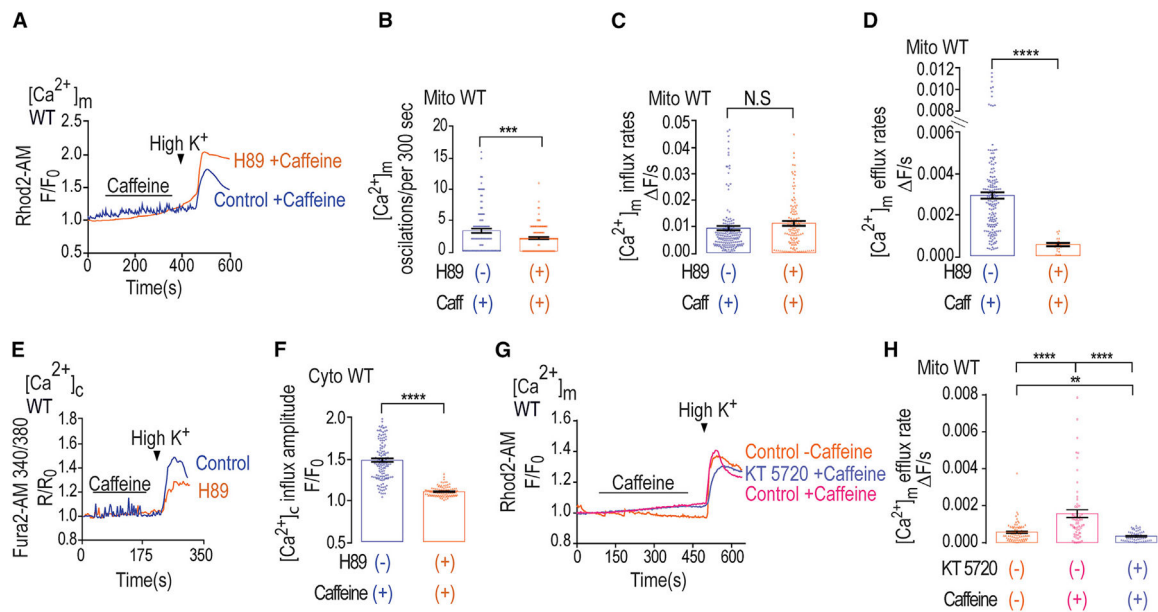 A
[Ca2+]m
WT
Rhod2-AM
F/F0
2.5
2.0
1.5
1.0
0.5
High K+
Caffeine
H89 +Caffeine
Control +Caffeine
0 200 400 600
Time(s)
B
Mito WT
[Ca2+]m
oscilations/per 300 sec
20
15
10
5
0
***
H89 (-) (+)
Caff (+) (+)
C
Mito WT
[Ca2+]m influx rates
ΔF/s
0.05
0.04
0.03
0.02
0.01
0.00
N.S
H89 (-) (+)
Caff (+) (+)
D
Mito WT
[Ca2+]m efflux rates
ΔF/s
0.012
0.010
0.008
0.006
0.004
0.002
0.000
****
H89 (-) (+)
Caff (+) (+)
E
[Ca2+]c
WT
Fura2-AM 340/380
R/R0
1.8
1.6
1.4
1.2
1.0
0.8
High K+
Caffeine
Control
H89
0 175 350
Time(s)
F
Cyto WT
[Ca2+]c influx amplitude
F/F0
2.0
1.5
1.0
0.5
0.0
****
H89 (-) (+)
Caffeine (+) (+)
G
[Ca2+]m
WT
Rhod2-AM
F/F0
1.6
1.4
1.2
1.0
0.8
High K+
Caffeine
Control -Caffeine
KT 5720 +Caffeine
Control +Caffeine
0 150 300 450 600
Time(s)
H
Mito WT
[Ca2+]m efflux rate
ΔF/s
0.008
0.006
0.004
0.002
0.000
**** ****
**
KT 5720 (-) (-) (+)
Caffeine (-) (+) (+)